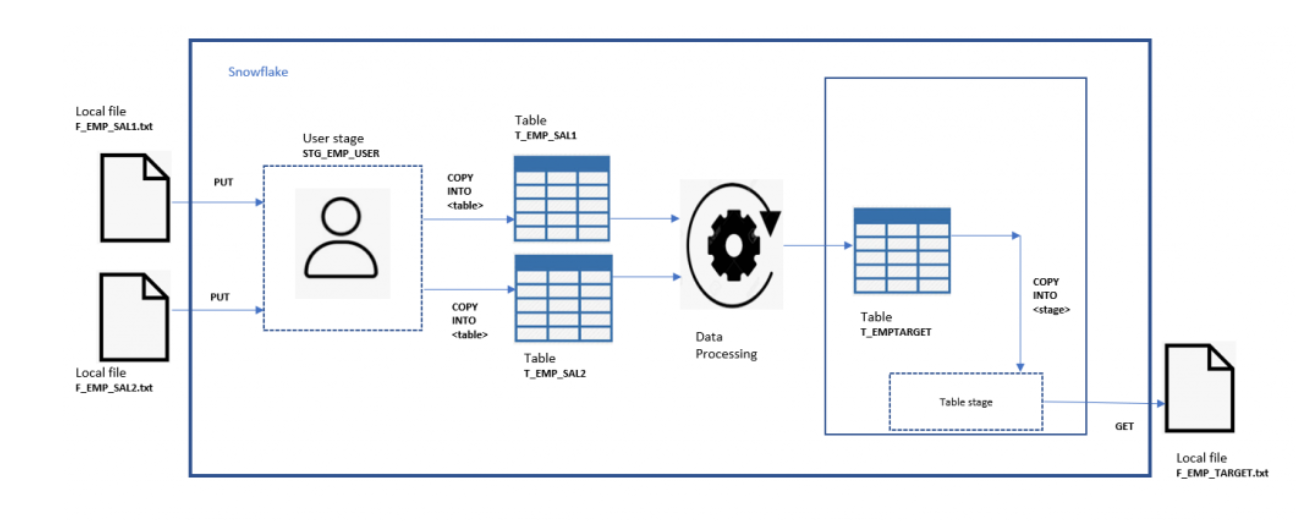 Snowflake
Local file
F_EMP_SAL1.txt
PUT
User stage
STG_EMP_USER
COPY
INTO
<table>
Table
T_EMP_SAL1
Local file
F_EMP_SAL2.txt
PUT
COPY
INTO
<table>
Table
T_EMP_SAL2
Data
Processing
Table
T_EMPTARGET
COPY
INTO
<stage>
Table stage
GET
Local file
F_EMP_TARGET.txt